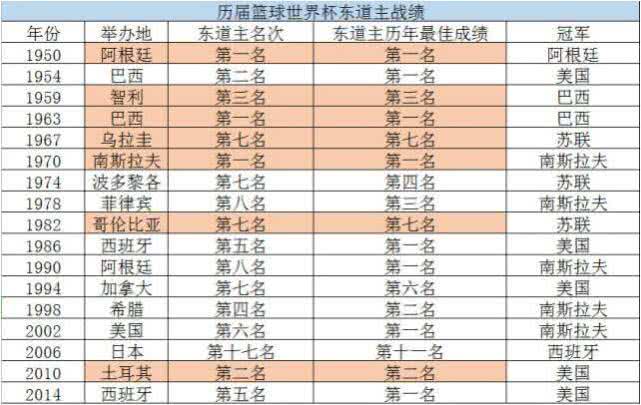 历届篮球世界杯东道主战绩
年份 举办地 东道主名次 东道主历年最佳成绩 冠军
1950 阿根廷 第一名 第一名 阿根廷
1954 巴西 第二名 第一名 美国
1959 智利 第三名 第三名 巴西
1963 巴西 第一名 第一名 巴西
1967 乌拉圭 第七名 第七名 苏联
1970 南斯拉夫 第一名 第一名 南斯拉夫
1974 波多黎各 第七名 第四名 苏联
1978 菲律宾 第八名 第三名 南斯拉夫
1982 哥伦比亚 第七名 第七名 苏联
1986 西班牙 第五名 第一名 美国
1990 阿根廷 第八名 第一名 南斯拉夫
1994 加拿大 第七名 第六名 美国
1998 希腊 第四名 第二名 南斯拉夫
2002 美国 第六名 第一名 南斯拉夫
2006 日本 第十七名 第十一名 西班牙
2010 土耳其 第二名 第二名 美国
2014 西班牙 第五名 第一名 美国